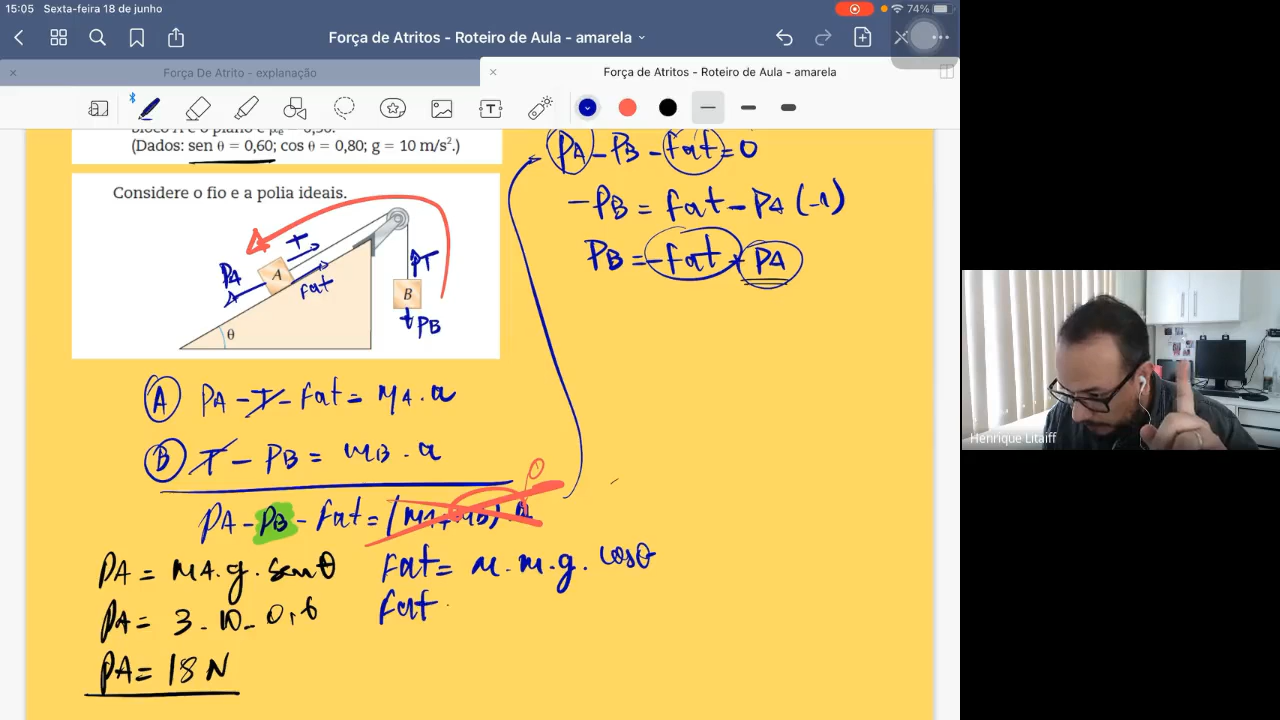 15:05 Sexta-feira 18 de junho
74%
Força de Atritos - Roteiro de Aula - amarela
Força De Atrito - explanação
Força de Atritos - Roteiro de Aula - amarela
(Dados: sen θ = 0,60; cos θ = 0,80; g = 10 m/s².)
Considere o fio e a polia ideais.
T
PA
A
fat
PT
B
PB
θ
PA - PB - fat = 0
-PB = fat - PA (-1)
PB = -fat + PA
A PA - T - fat = mA . a
B T - PB = mB . a
PA - PB - fat = (mA + mB) . a
0
PA = mA . g . senθ
PA = 3 . 10 . 0,6
PA = 18 N
fat = μ . m . g . cosθ
fat
Henrique Litaiff